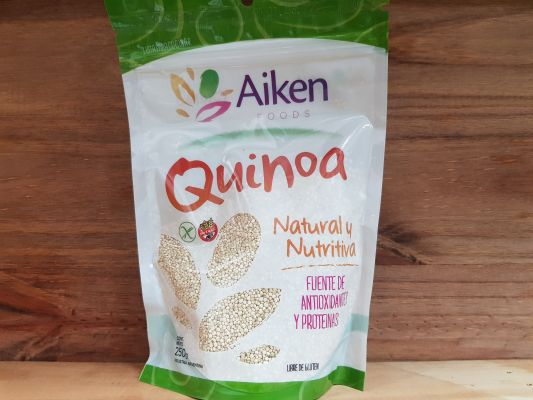 Aiken
FOODS
Quinoa
Natural y
Nutritiva
FUENTE DE
ANTIOXIDANTES
Y PROTEINAS
250g
LIBRE DE GLUTEN